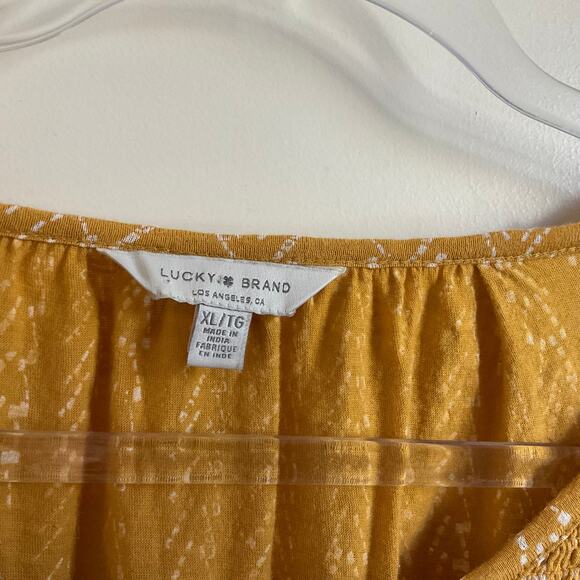 LUCKY BRAND
LOS ANGELES, CA
XL/TG
MADE IN
INDIA
FABRIQUE
EN INDE